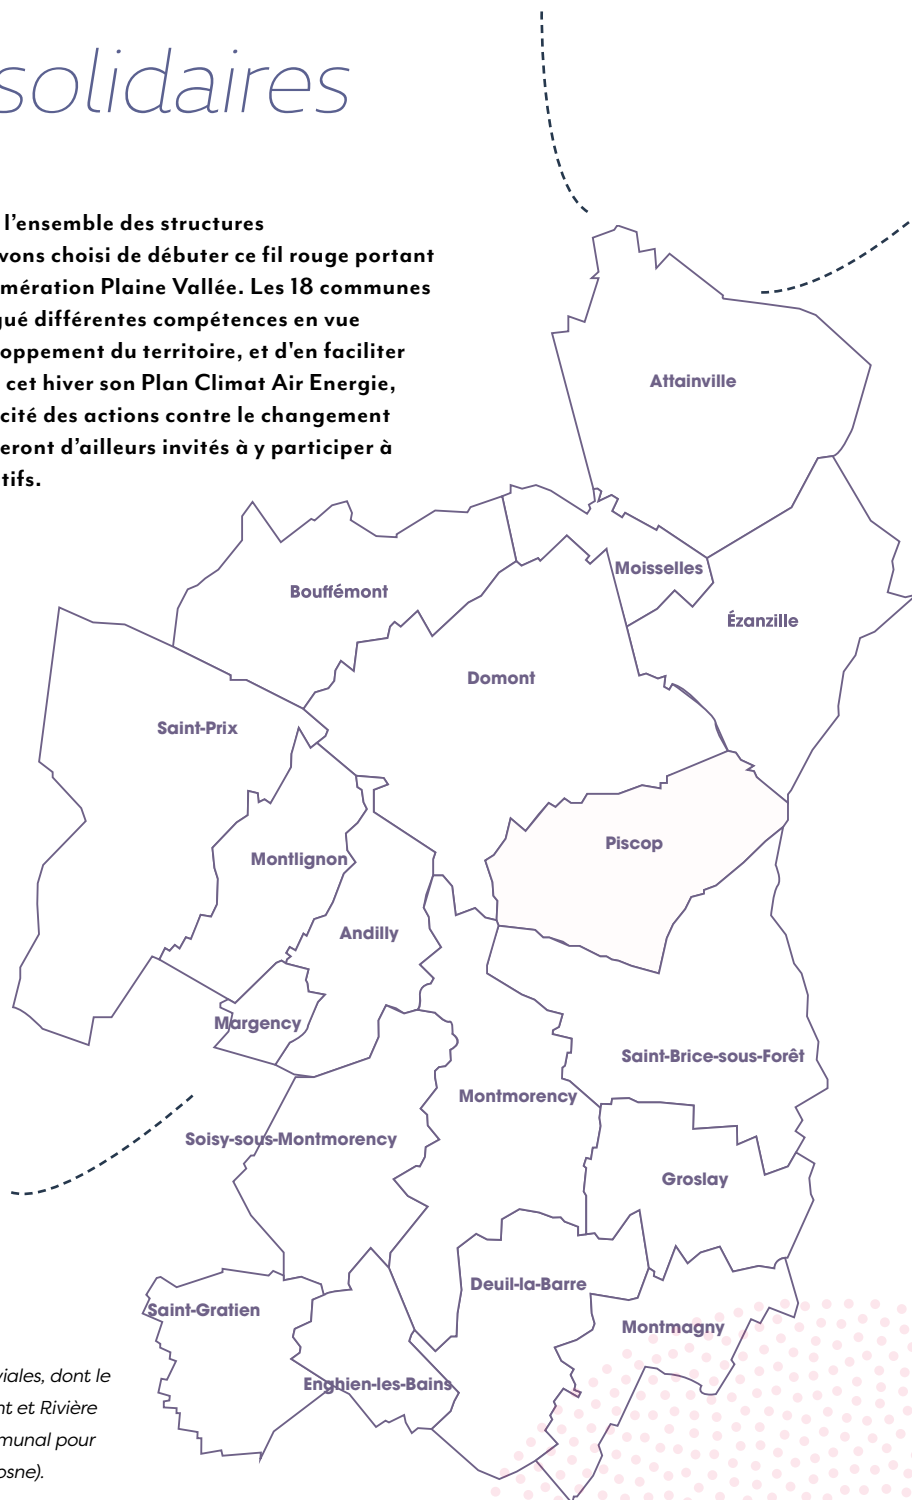 solidaires
l’ensemble des structures
vons choisi de débuter ce fil rouge portant
mération Plaine Vallée. Les 18 communes
gué différentes compétences en vue
oppement du territoire, et d'en faciliter
cet hiver son Plan Climat Air Energie,
cité des actions contre le changement
eront d’ailleurs invités à y participer à
tifs.
Attainville
Moisselles
Bouffémont
Ézanzille
Domont
Saint-Prix
Piscop
Montlignon
Andilly
Margency
Saint-Brice-sous-Forêt
Montmorency
Soisy-sous-Montmorency
Groslay
Deuil-la-Barre
Saint-Gratien
Montmagny
Enghien-les-Bains
viales, dont le
nt et Rivière
munal pour
osne).